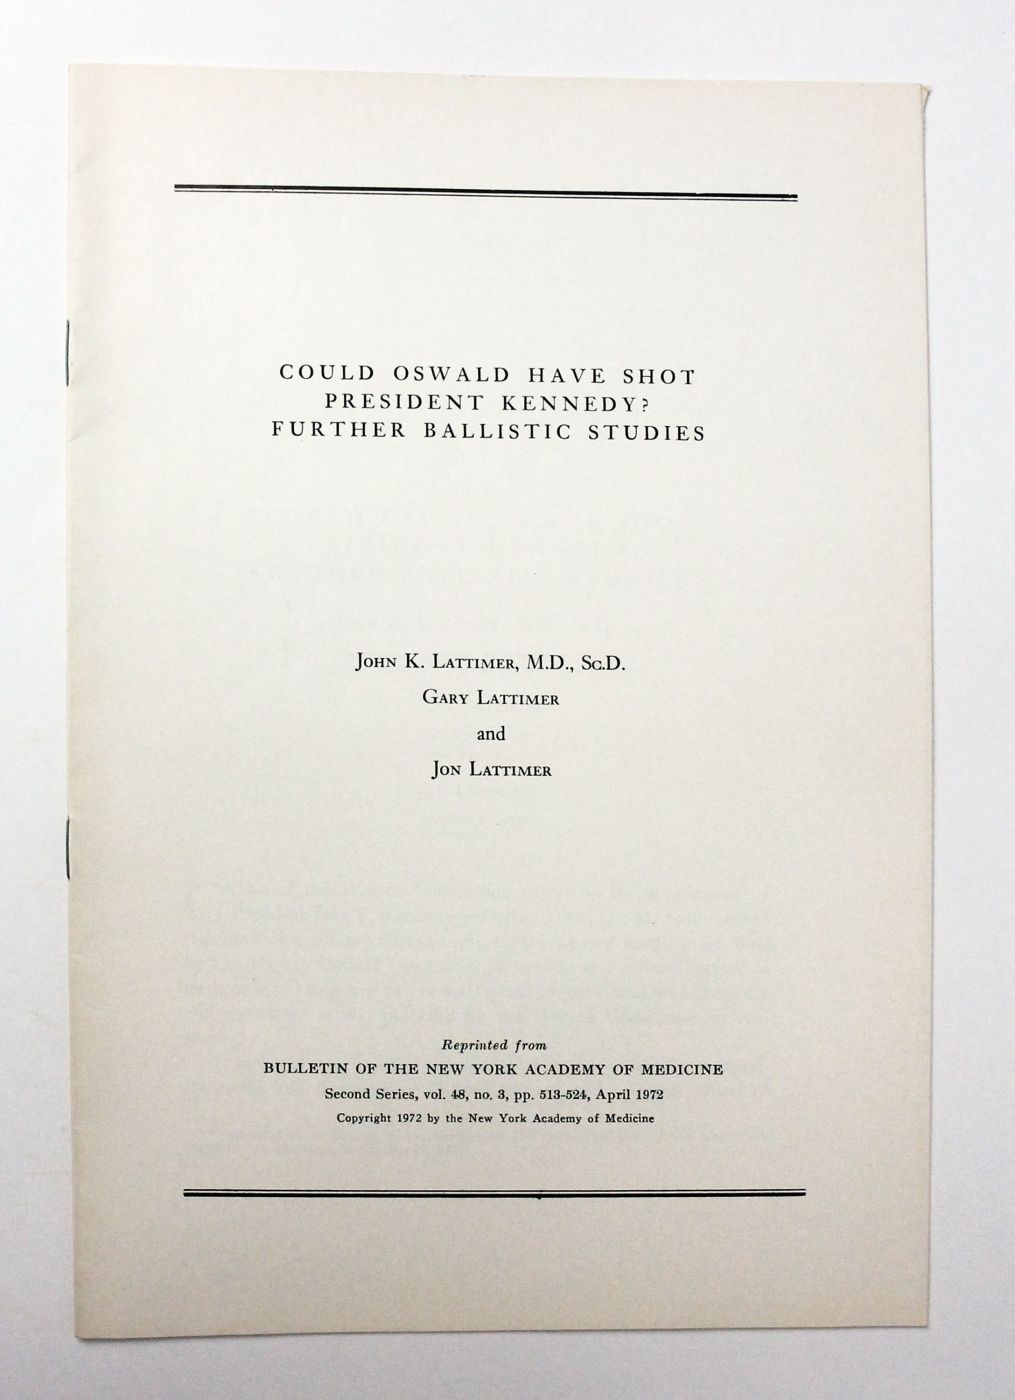 COULD OSWALD HAVE SHOT
PRESIDENT KENNEDY?
FURTHER BALLISTIC STUDIES
John K. Lattimer, M.D., Sc.D.
Gary Lattimer
and
Jon Lattimer
Reprinted from
BULLETIN OF THE NEW YORK ACADEMY OF MEDICINE
Second Series, vol. 48, no. 3, pp. 513-524, April 1972
Copyright 1972 by the New York Academy of Medicine